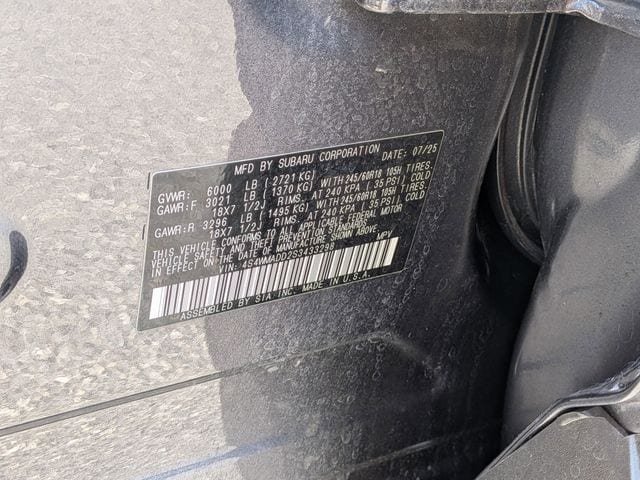 MFD BY SUBARU CORPORATION DATE: 07/25
GVWR: 6000 LB (2721 KG)
GAWR:F 3021 LB (1370 KG) WITH 245/60R18 105H TIRES,
18X7 1/2J RIMS, AT 240 KPA (35 PSI) COLD
GAWR:R 3296 LB (1495 KG) WITH 245/60R18 105H TIRES,
18X7 1/2J RIMS, AT 240 KPA (35 PSI) COLD
THIS VEHICLE CONFORMS TO ALL APPLICABLE FEDERAL MOTOR
VEHICLE SAFETY AND THEFT PREVENTION STANDARDS
IN EFFECT ON THE DATE OF MANUFACTURE SHOWN ABOVE.
VIN: 4S4WMADD2S3433298 MPV
ASSEMBLED BY SIA INC. MADE IN U.S.A.